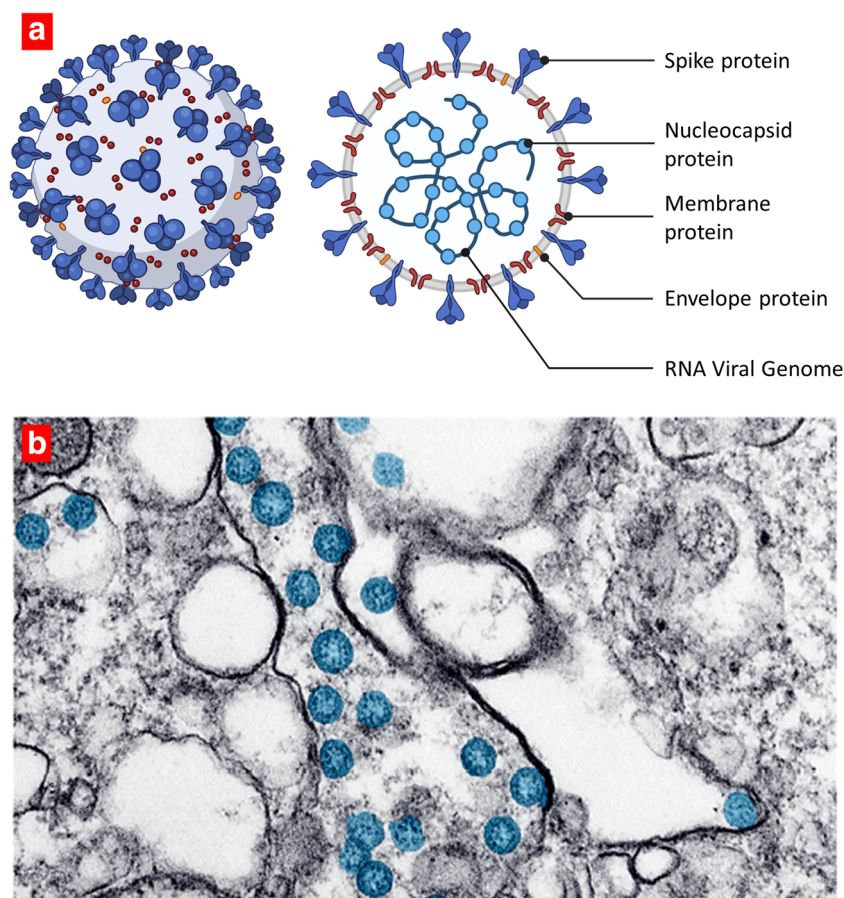 a
Spike protein
Nucleocapsid
protein
Membrane
protein
Envelope protein
RNA Viral Genome
b